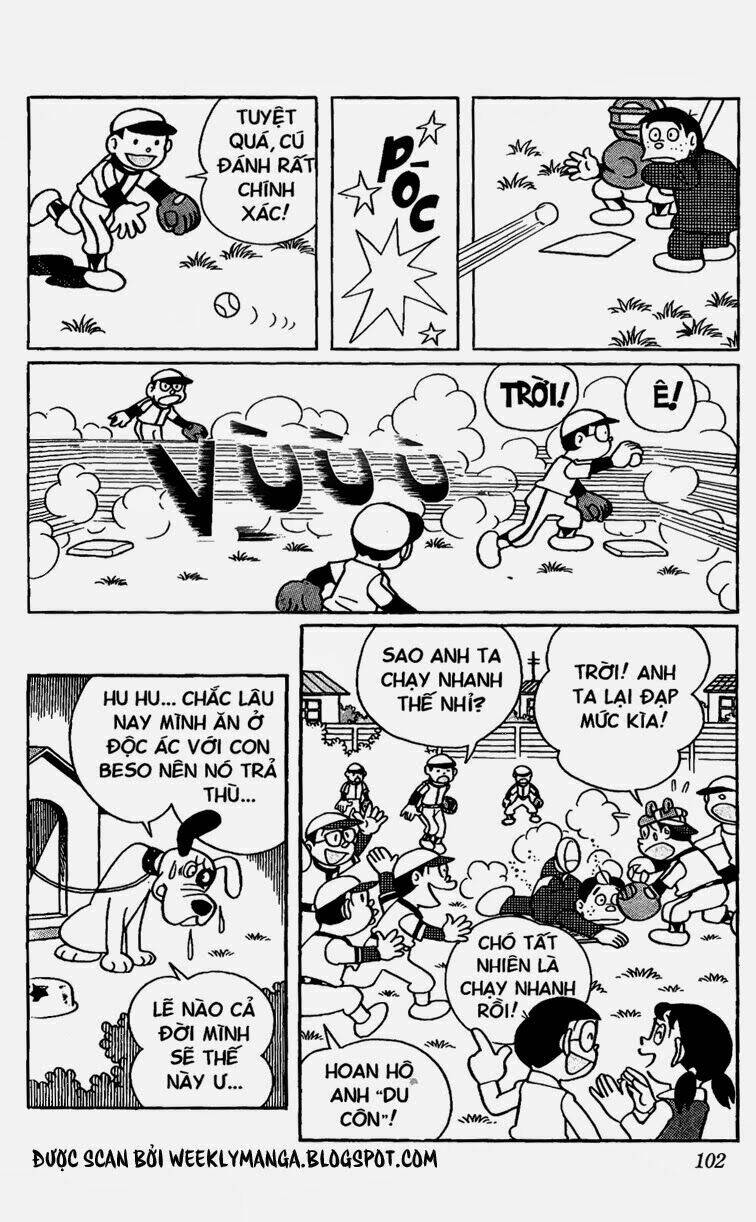 TUYỆT
QUÁ, CÚ
ĐÁNH RẤT
CHÍNH
XÁC!
PÓC
TRỜI!
Ê!
VÙÙÙ
HU HU... CHẮC LÂU
NAY MÌNH ĂN Ở
ĐỘC ÁC VỚI CON
BESO NÊN NÓ TRẢ
THÙ...
LẼ NÀO CẢ
ĐỜI MÌNH
SẼ THẾ
NÀY Ư...
SAO ANH TA
CHẠY NHANH
THẾ NHỈ?
TRỜI! ANH
TA LẠI ĐẠP
MỨC KÌA!
CHÓ TẤT
NHIÊN LÀ
CHẠY NHANH
RỒI!
HOAN HÔ
ANH "DU
CÔN"!
ĐƯỢC SCAN BỞI WEEKLYMANGA.BLOGSPOT.COM
102